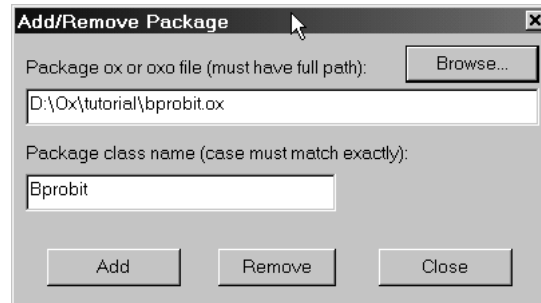 Add/Remove Package
Package ox or oxo file (must have full path):
Browse...
D:\Ox\tutorial\bprobit.ox
Package class name (case must match exactly):
Bprobit
Add
Remove
Close